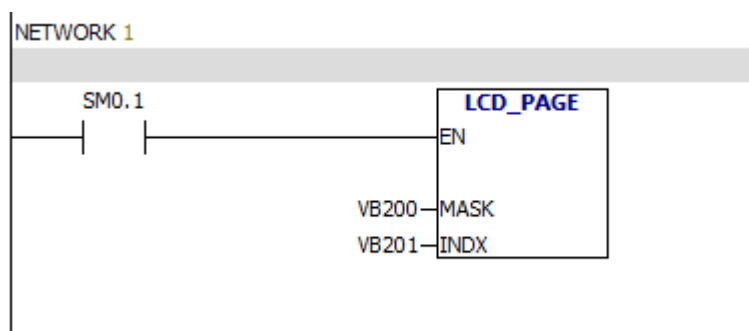 NETWORK 1
SM0.1
LCD_PAGE
EN
VB200 MASK
VB201 INDX